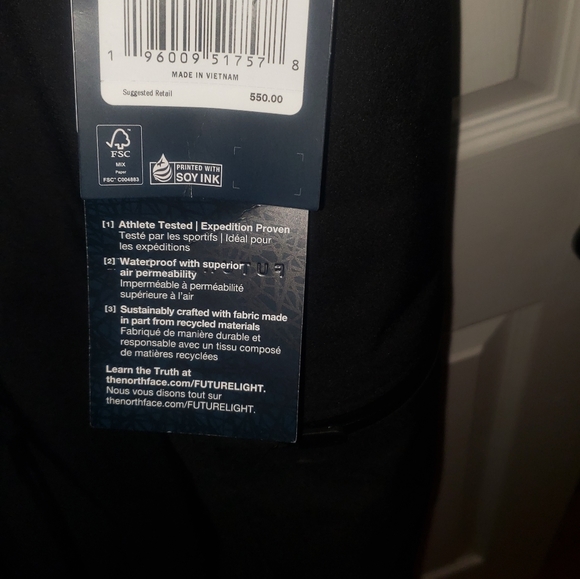 1 96009 51757 8
MADE IN VIETNAM
Suggested Retail 550.00
FSC
MIX
Paper
FSC® C004883
PRINTED WITH
SOY INK
[1] Athlete Tested | Expedition Proven
Testé par les sportifs | Idéal pour
les expéditions
[2] Waterproof with superior
air permeability
Imperméable à perméabilité
supérieure à l'air
[3] Sustainably crafted with fabric made
in part from recycled materials
Fabriqué de manière durable et
responsable avec un tissu composé
de matières recyclées
Learn the Truth at
thenorthface.com/FUTURELIGHT.
Nous vous disons tout sur
thenorthface.com/FUTURELIGHT.